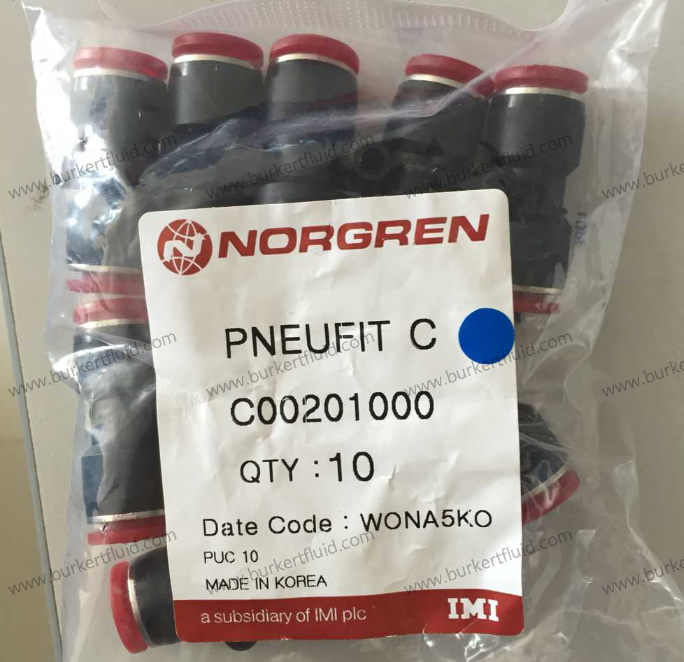 NORGREN
PNEUFIT C
C00201000
QTY : 10
Date Code : WONA5KO
PUC 10
MADE IN KOREA
a subsidiary of IMI plc
IMI
www.burkertfluid.com